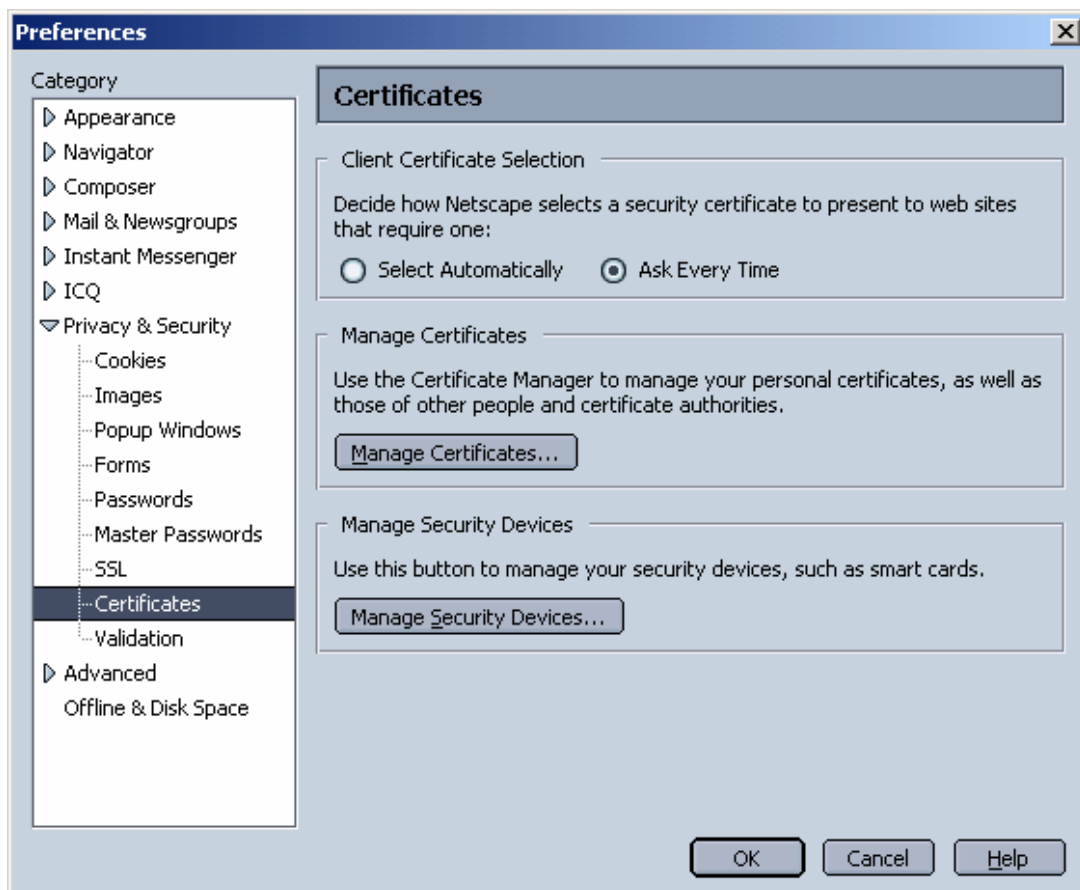 Preferences
Category
Appearance
Navigator
Composer
Mail & Newsgroups
Instant Messenger
ICQ
Privacy & Security
Cookies
Images
Popup Windows
Forms
Passwords
Master Passwords
SSL
Certificates
Validation
Advanced
Offline & Disk Space
Certificates
Client Certificate Selection
Decide how Netscape selects a security certificate to present to web sites
that require one:
Select Automatically Ask Every Time
Manage Certificates
Use the Certificate Manager to manage your personal certificates, as well as
those of other people and certificate authorities.
Manage Certificates...
Manage Security Devices
Use this button to manage your security devices, such as smart cards.
Manage Security Devices...
OK Cancel Help